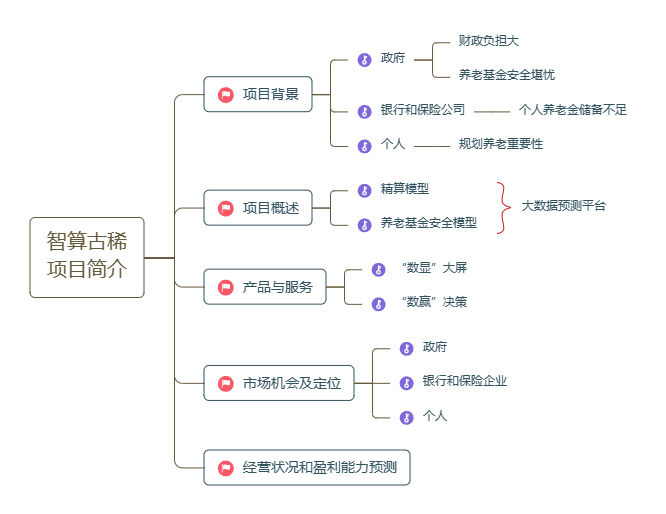 智算古稀
项目简介
项目背景
政府
财政负担大
养老基金安全堪忧
银行和保险公司
个人养老金储备不足
个人
规划养老重要性
项目概述
精算模型
养老基金安全模型
大数据预测平台
产品与服务
“数显”大屏
“数赢”决策
市场机会及定位
政府
银行和保险企业
个人
经营状况和盈利能力预测